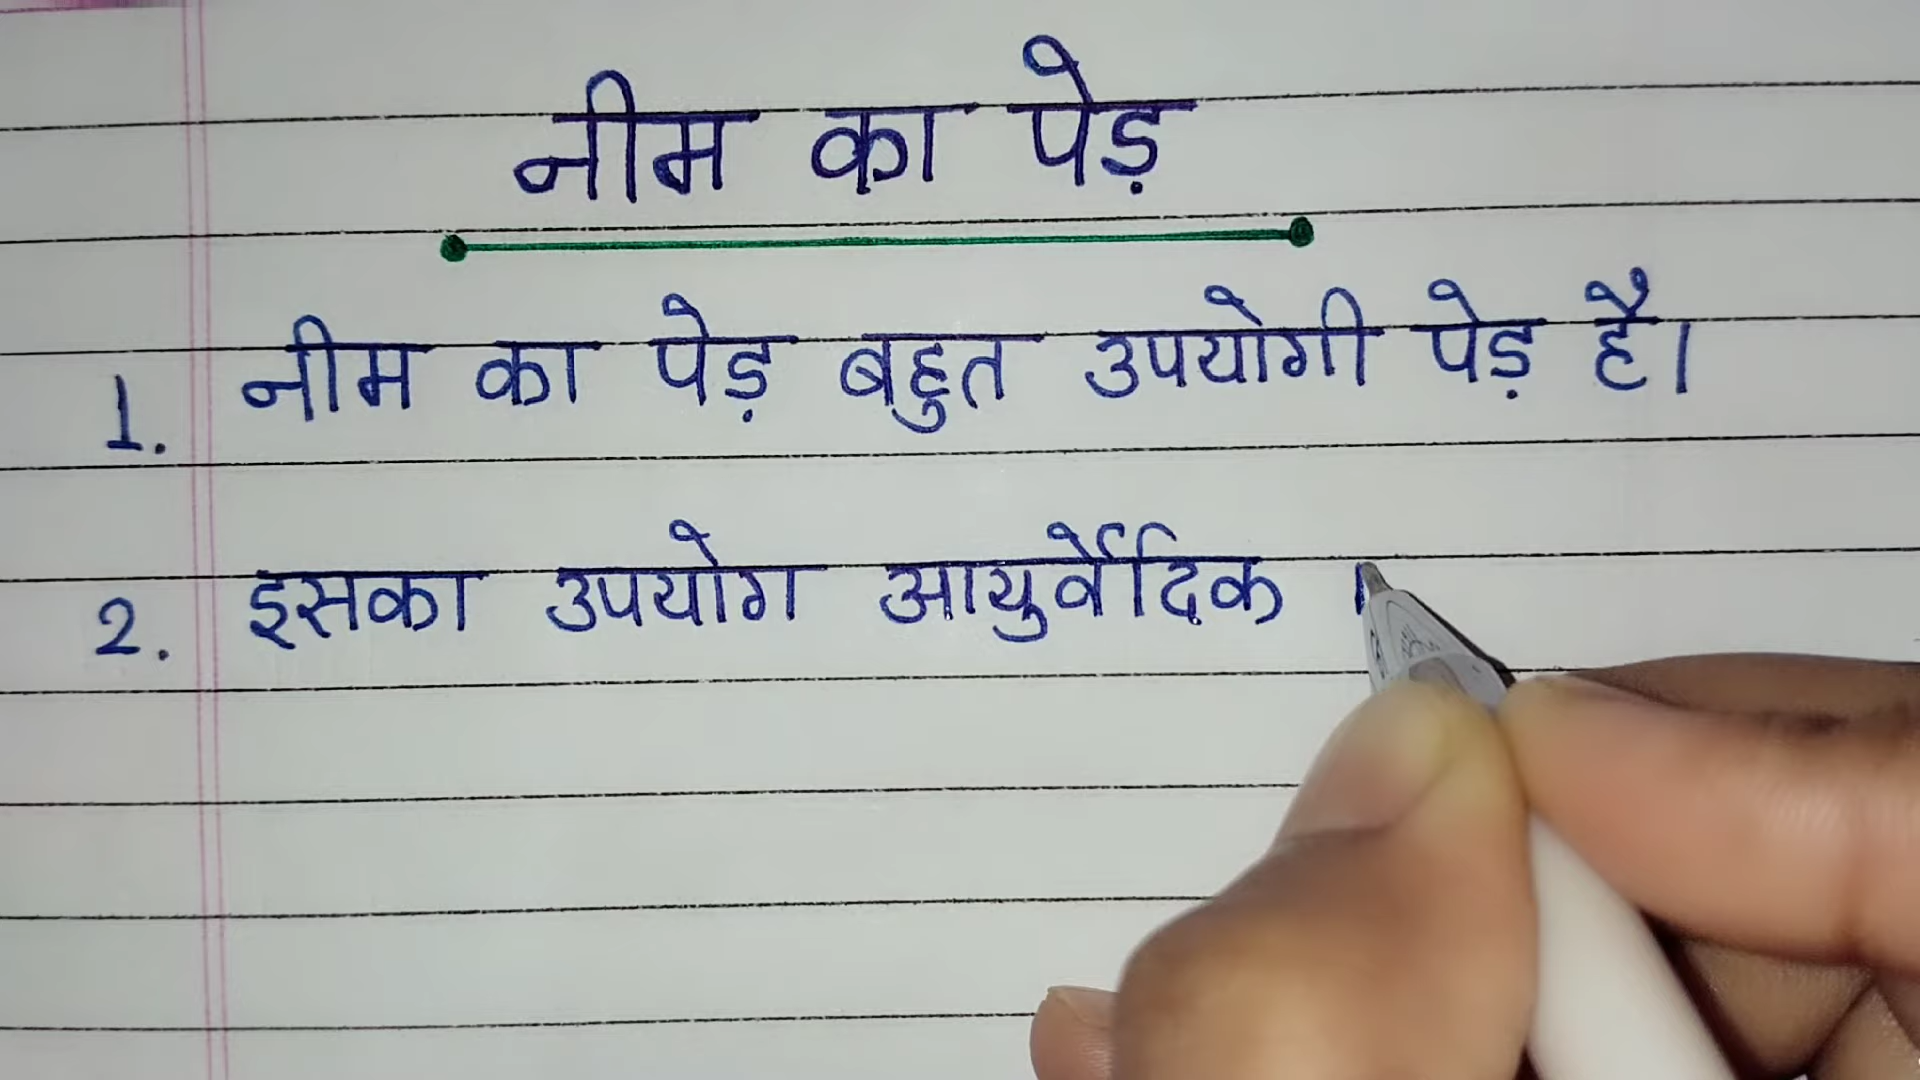 नीम का पेड़
1. नीम का पेड़ बहुत उपयोगी पेड़ है।
2. इसका उपयोग आयुर्वेदिक